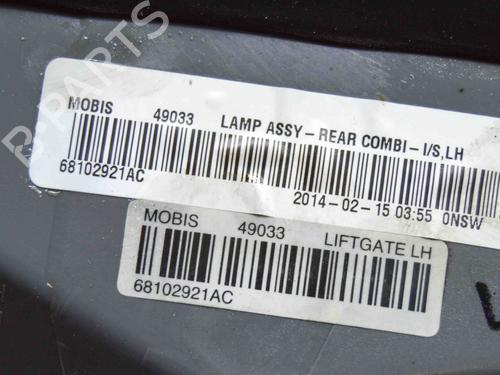 MOBIS 49033 LAMP ASSY-REAR COMBI-I/S,LH
68102921AC 2014-02-15 03:55 0NSW
MOBIS 49033 LIFTGATE LH
68102921AC
B-PARTS